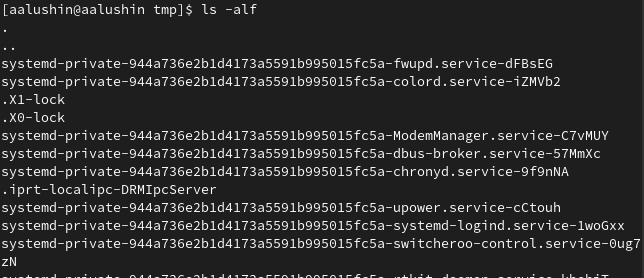 [aalushin@aalushin tmp]$ ls -alf
.
..
systemd-private-944a736e2b1d4173a5591b995015fc5a-fwupd.service-dFBsEG
systemd-private-944a736e2b1d4173a5591b995015fc5a-colord.service-iZMVb2
.X1-lock
.X0-lock
systemd-private-944a736e2b1d4173a5591b995015fc5a-ModemManager.service-C7vMUY
systemd-private-944a736e2b1d4173a5591b995015fc5a-dbus-broker.service-57MmXc
systemd-private-944a736e2b1d4173a5591b995015fc5a-chronyd.service-9f9nNA
.iprt-localipc-DRMIpcServer
systemd-private-944a736e2b1d4173a5591b995015fc5a-upower.service-cCtouh
systemd-private-944a736e2b1d4173a5591b995015fc5a-systemd-logind.service-1woGxx
systemd-private-944a736e2b1d4173a5591b995015fc5a-switcheroo-control.service-0ug7
zN